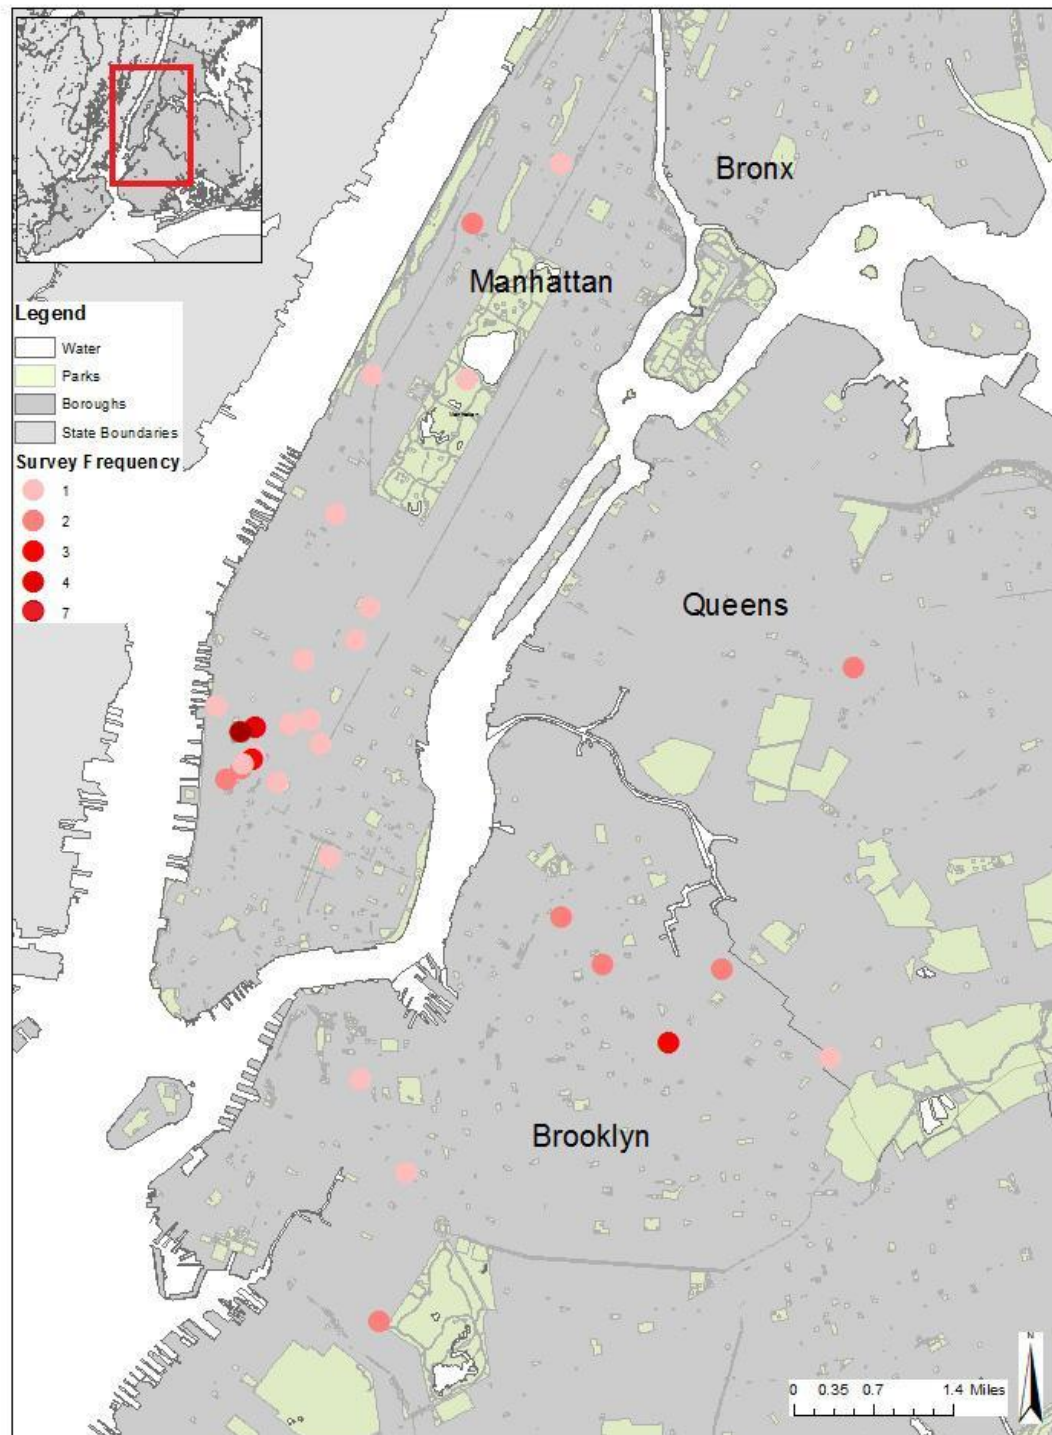 Bronx
Manhattan
Legend
Water
Parks
Boroughs
State Boundaries
Survey Frequency
1
2
3
4
7
Queens
Brooklyn
N
0 0.35 0.7 1.4 Miles